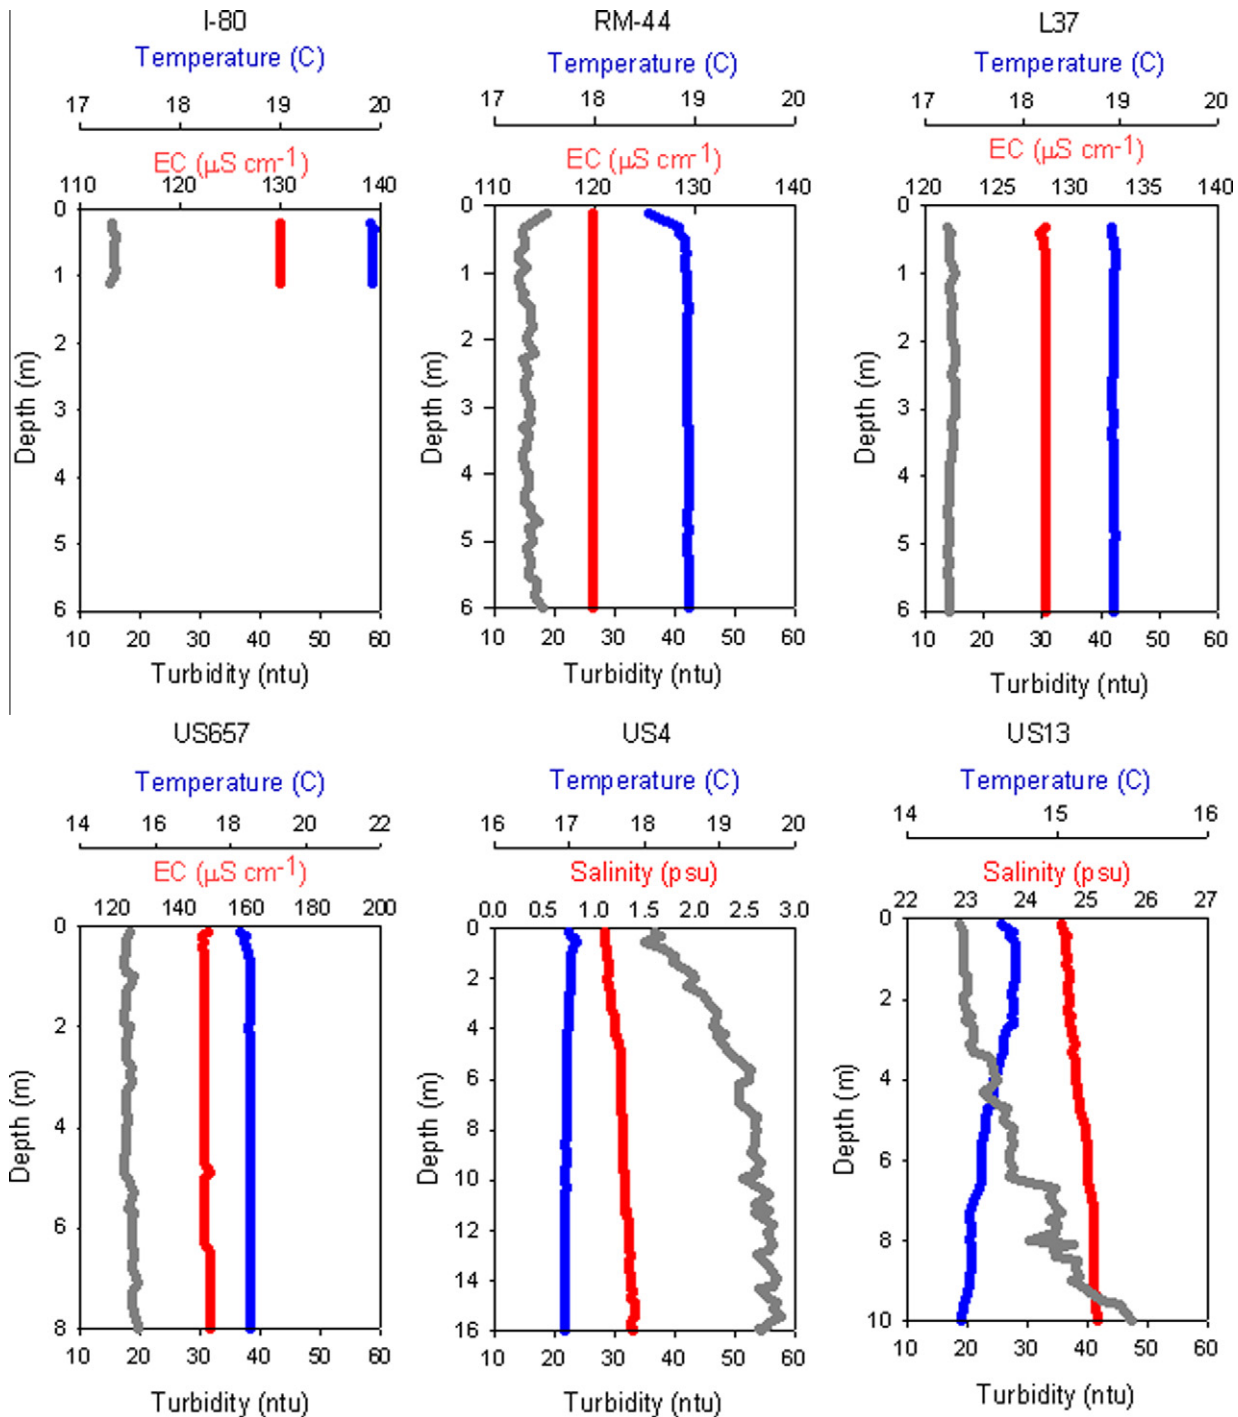 I-80
Temperature (C)
17 18 19 20
EC (μS cm-1)
110 120 130 140
0
1
2
3
4
5
6
Depth (m)
10 20 30 40 50 60
Turbidity (ntu)
RM-44
Temperature (C)
17 18 19 20
EC (μS cm-1)
110 120 130 140
0
1
2
3
4
5
6
Depth (m)
10 20 30 40 50 60
Turbidity (ntu)
L37
Temperature (C)
17 18 19 20
EC (μS cm-1)
120 125 128 133 135 140
0
1
2
3
4
5
6
Depth (m)
10 20 30 40 50 60
Turbidity (ntu)
US657
Temperature (C)
14 16 18 20 22
EC (μS cm-1)
120 140 160 180 200
0
2
4
6
8
Depth (m)
10 20 30 40 50 60
Turbidity (ntu)
US4
Temperature (C)
16 17 18 19 20
Salinity (psu)
0.0 0.5 1.1 1.6 2.0 2.6 3.0
0
2
4
6
8
10
12
14
16
Depth (m)
10 20 30 40 50 60
Turbidity (ntu)
US13
Temperature (C)
14 15 16
Salinity (psu)
22 23 24 25 26 27
0
2
4
6
8
10
Depth (m)
10 20 30 40 50 60
Turbidity (ntu)